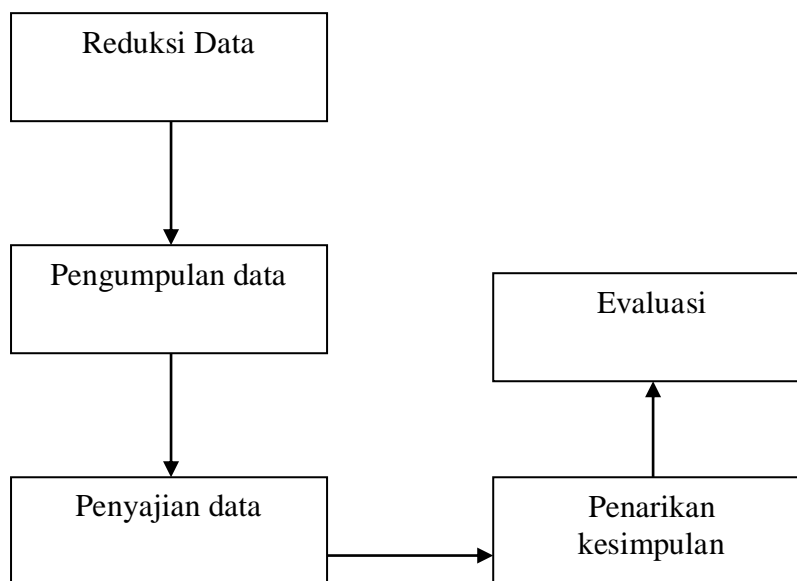 Reduksi Data
Pengumpulan data
Penyajian data
Penarikan
kesimpulan
Evaluasi